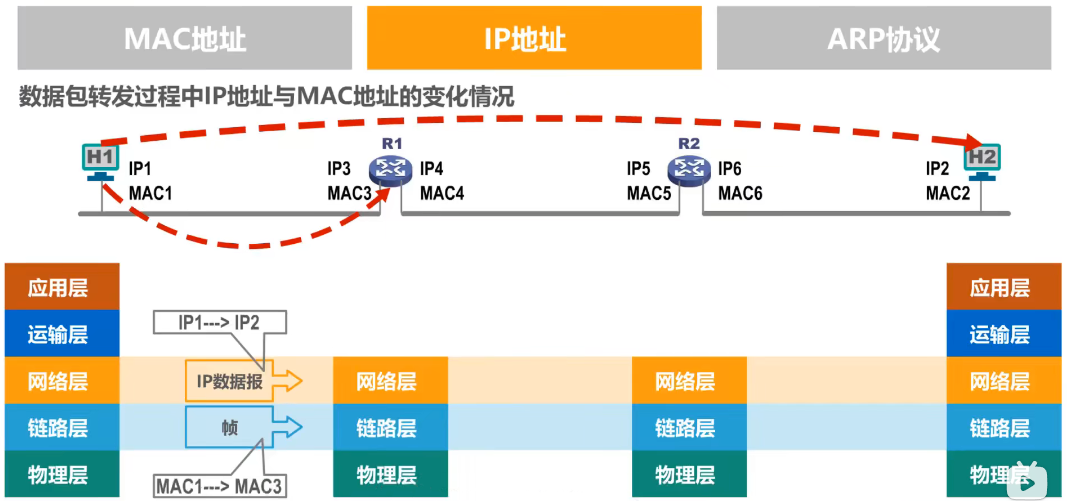 MAC地址 IP地址 ARP协议
数据包转发过程中IP地址与MAC地址的变化情况
R1 R2
H1 IP1 IP3 IP4 IP5 IP6 IP2 H2
MAC1 MAC3 MAC4 MAC5 MAC6 MAC2
应用层 应用层
IP1---> IP2
运输层 运输层
网络层 IP数据报 网络层 网络层 网络层
链路层 帧 链路层 链路层 链路层
物理层 物理层 物理层 物理层
MAC1---> MAC3